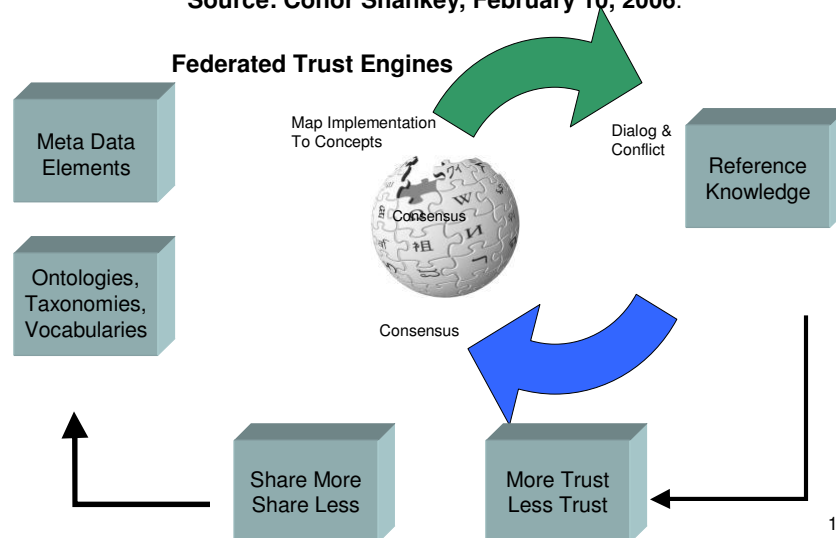 Source: Conor Shankey, February 10, 2006.
Federated Trust Engines
Meta Data
Elements
Map Implementation
To Concepts
Dialog &
Conflict
Reference
Knowledge
W
Consensus
И
祖
Ontologies,
Taxonomies,
Vocabularies
Consensus
Share More
Share Less
More Trust
Less Trust
1